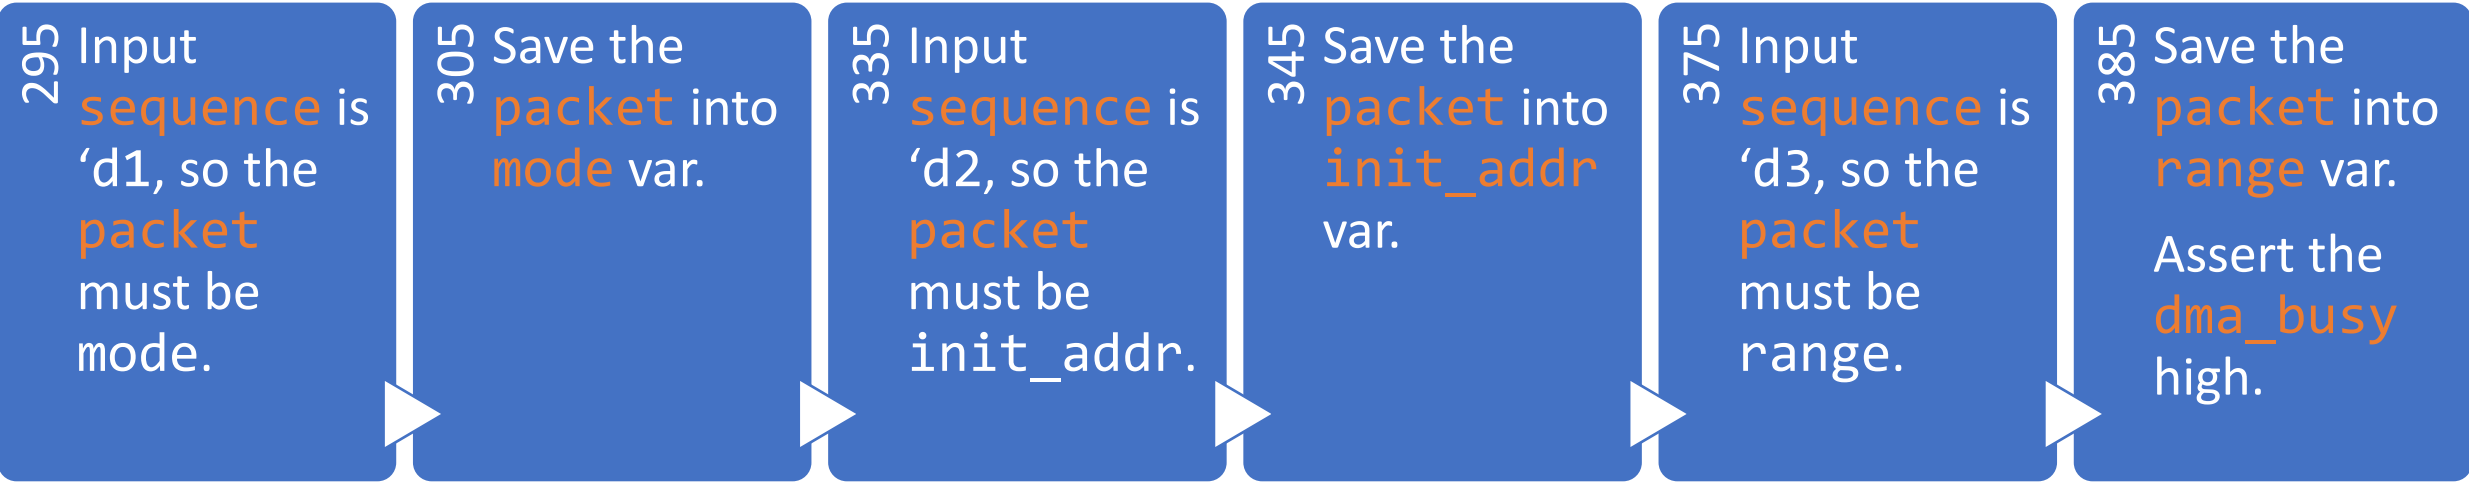 295
Input
sequence is
‘d1, so the
packet
must be
mode.
305
Save the
packet into
mode var.
335
Input
sequence is
‘d2, so the
packet
must be
init_addr.
345
Save the
packet into
init_addr
var.
375
Input
sequence is
‘d3, so the
packet
must be
range.
385
Save the
packet into
range var.
Assert the
dma_busy
high.